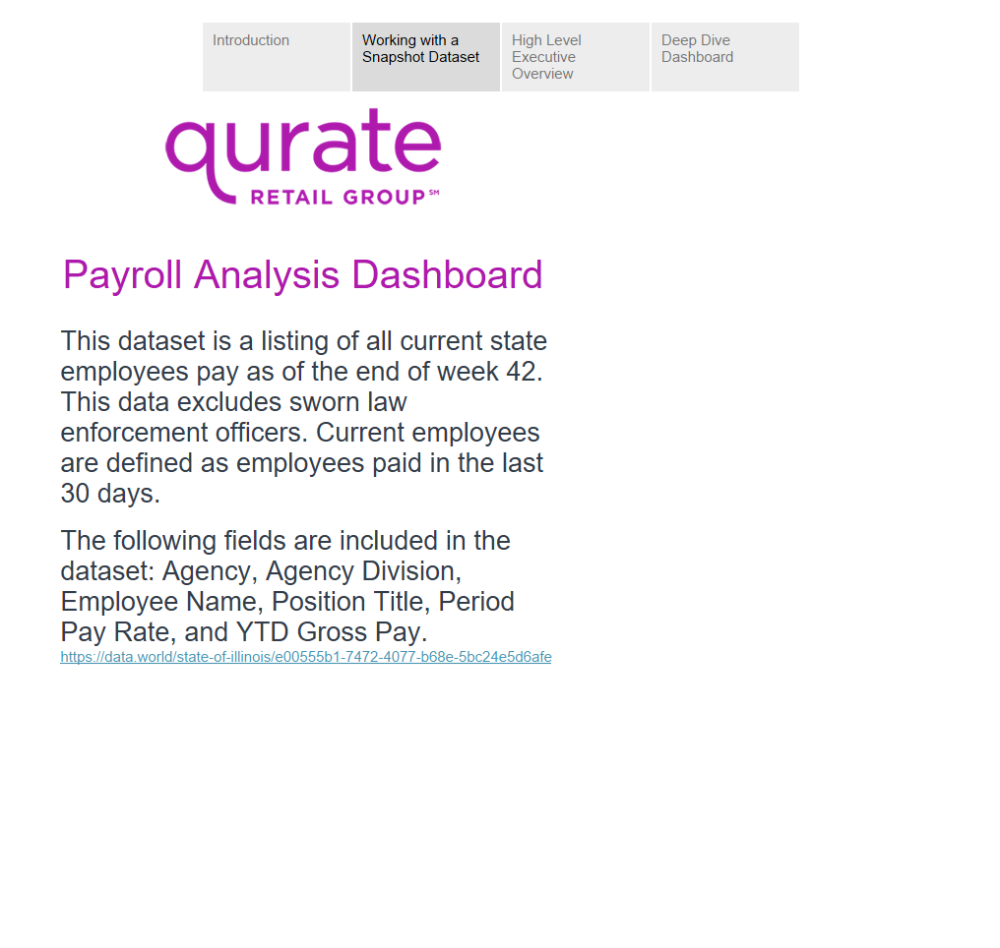 Introduction
Working with a
Snapshot Dataset
High Level
Executive
Overview
Deep Dive
Dashboard
qurate
RETAIL GROUP℠
Payroll Analysis Dashboard
This dataset is a listing of all current state
employees pay as of the end of week 42.
This data excludes sworn law
enforcement officers. Current employees
are defined as employees paid in the last
30 days.
The following fields are included in the
dataset: Agency, Agency Division,
Employee Name, Position Title, Period
Pay Rate, and YTD Gross Pay.
https://data.world/state-of-illinois/e00555b1-7472-4077-b68e-5bc24e5d6afe